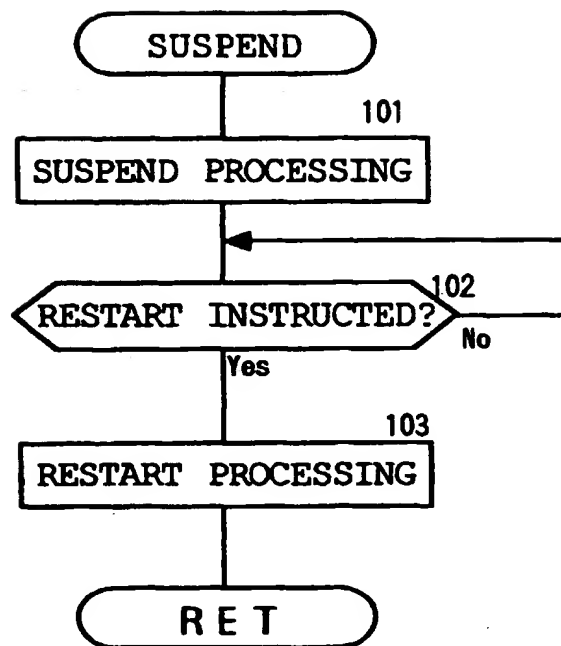 SUSPEND
101
SUSPEND PROCESSING
102
RESTART INSTRUCTED?
No
Yes
103
RESTART PROCESSING
RET